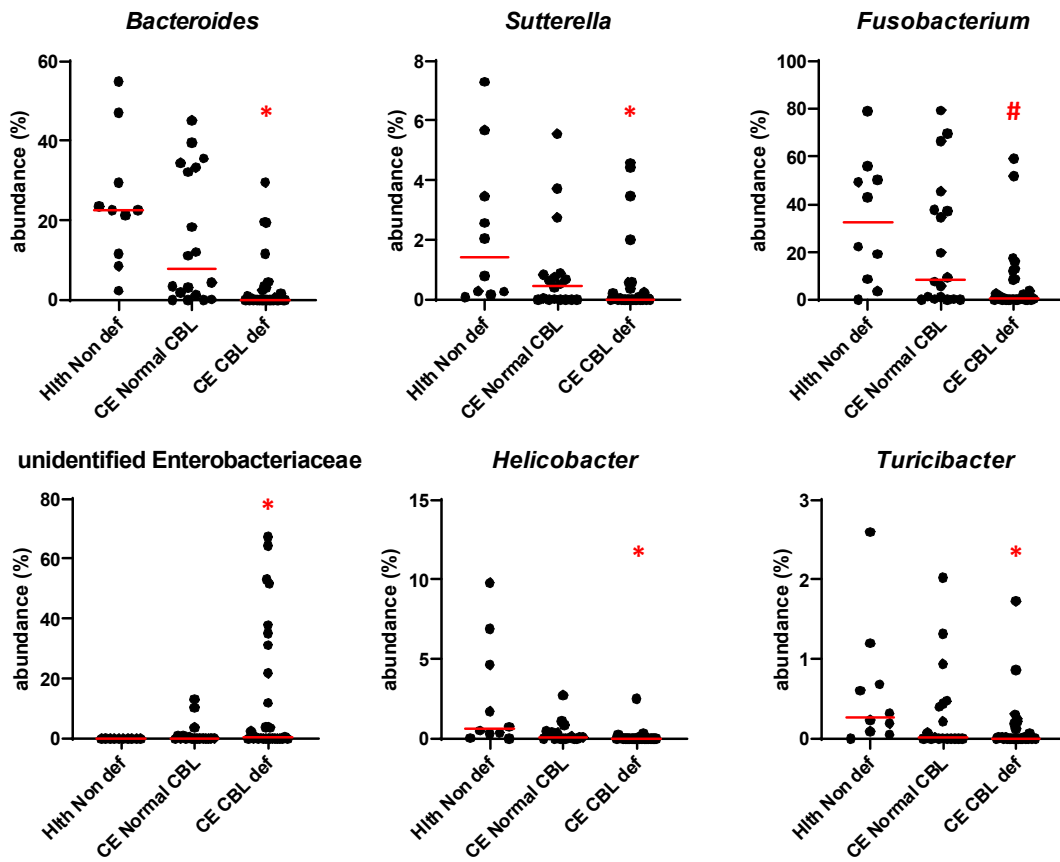 Bacteroides
Sutterella
Fusobacterium
abundance (%)
60
40
20
0
*
Hlth Non def
CE Normal CBL
CE CBL def
abundance (%)
8
6
4
2
0
*
Hlth Non def
CE Normal CBL
CE CBL def
abundance (%)
100
80
60
40
20
0
#
Hlth Non def
CE Normal CBL
CE CBL def
unidentified Enterobacteriaceae
Helicobacter
Turicibacter
abundance (%)
80
60
40
20
0
*
Hlth Non def
CE Normal CBL
CE CBL def
abundance (%)
15
10
5
0
*
Hlth Non def
CE Normal CBL
CE CBL def
abundance (%)
3
2
1
0
*
Hlth Non def
CE Normal CBL
CE CBL def